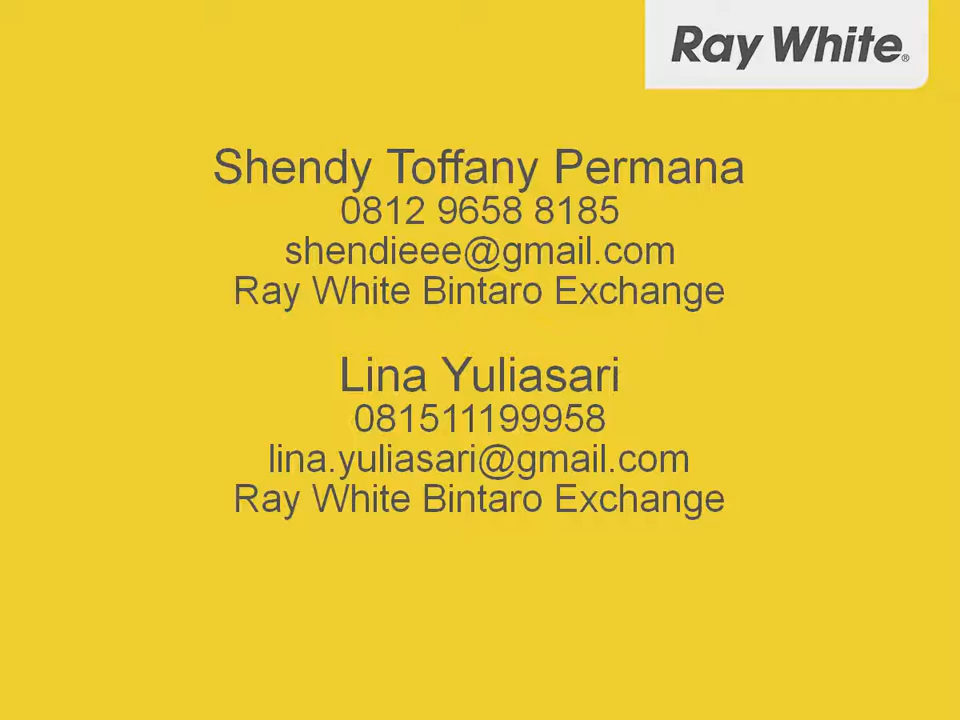 Ray White®
Shendy Toffany Permana
0812 9658 8185
shendieee@gmail.com
Ray White Bintaro Exchange
Lina Yuliasari
081511199958
lina.yuliasari@gmail.com
Ray White Bintaro Exchange